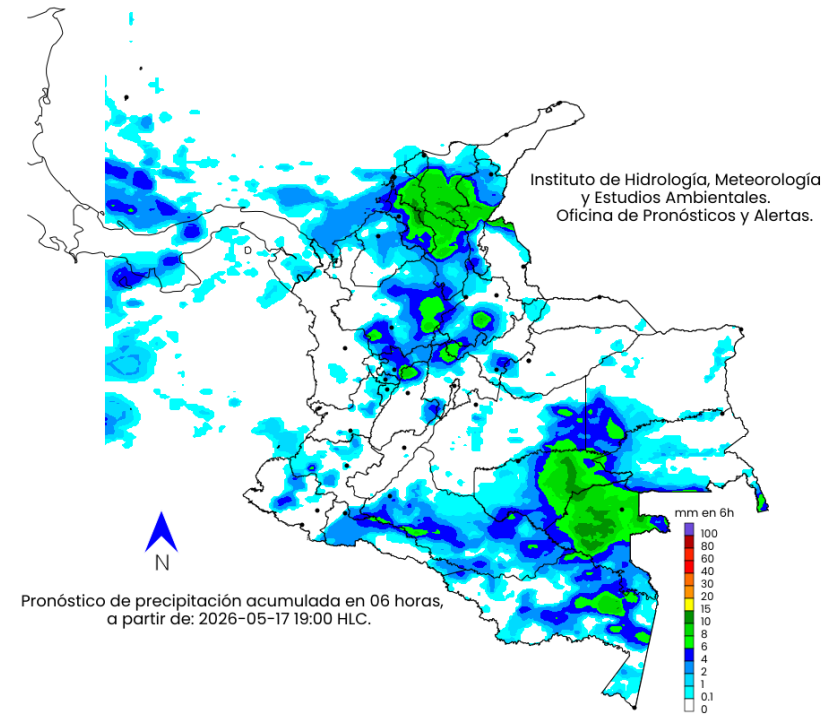 Instituto de Hidrología, Meteorología
y Estudios Ambientales.
Oficina de Pronósticos y Alertas.
mm en 6h
100
80
60
40
30
20
15
10
8
6
4
2
1
0.1
0
N
Pronóstico de precipitación acumulada en 06 horas,
a partir de: 2026-05-17 19:00 HLC.